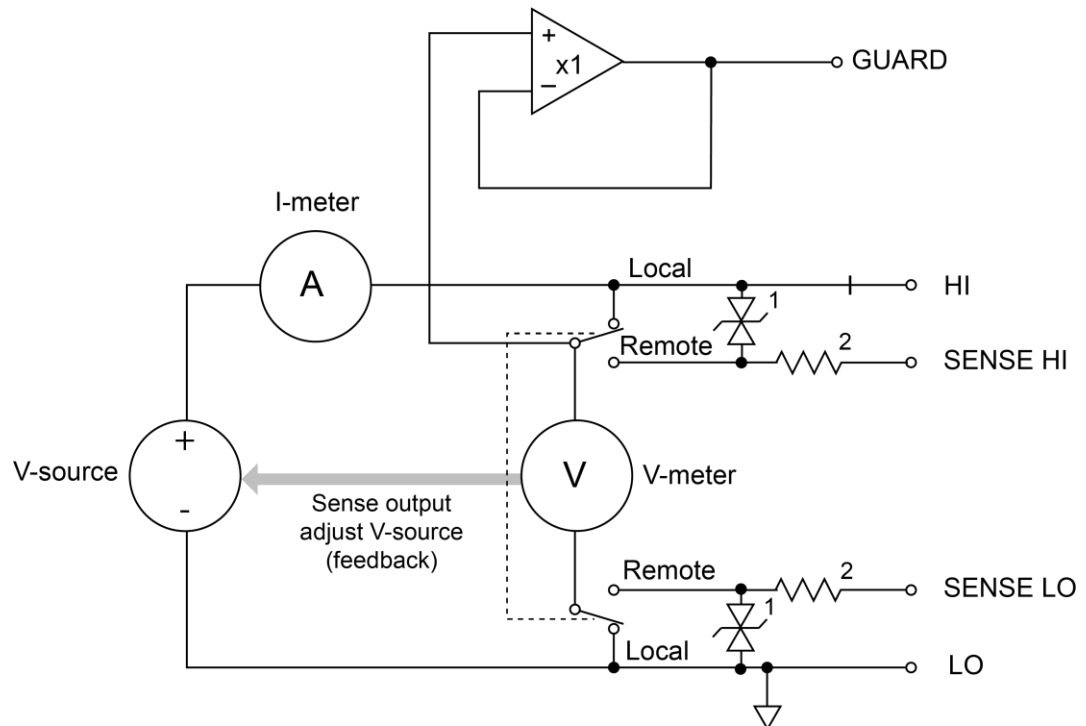 +
x1
−
GUARD
I-meter
A
Local
1
HI
Remote
2
SENSE HI
V-source
+
-
V
V-meter
Sense output
adjust V-source
(feedback)
Remote
2
SENSE LO
1
Local
LO